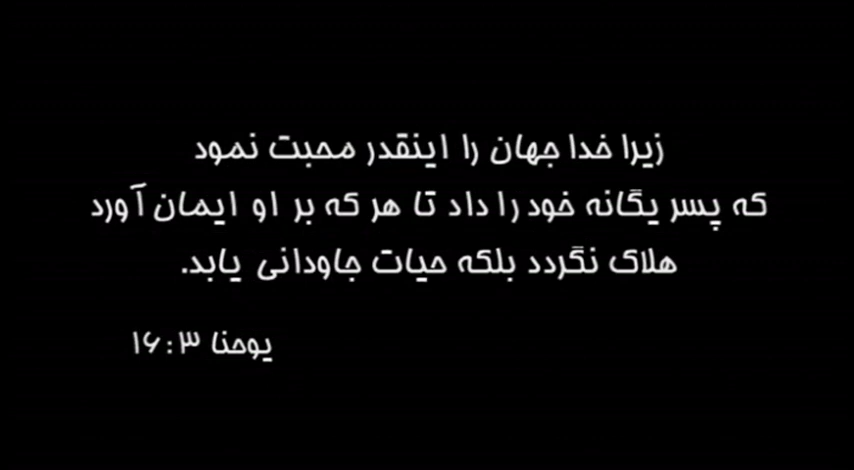 زیرا خدا جهان را اینقدر محبت نمود
که پسر یگانه خود را داد تا هر که بر او ایمان آورد
هلاک نگردد بلکه حیات جاودانی یابد.
یوحنا ۳:۱۶